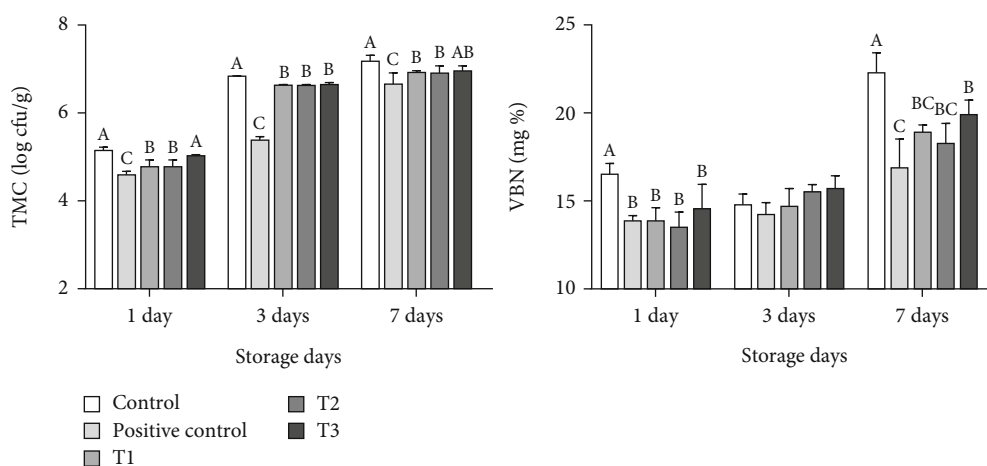 TMC (log cfu/g)
8
6
4
2
A
C
B
B
A
A
C
B
B
B
A
C
B
B
AB
1 day
3 days
7 days
Storage days
VBN (mg %)
25
20
15
10
A
B
B
B
B
A
C
BC
BC
B
1 day
3 days
7 days
Storage days
Control
Positive control
T1
T2
T3